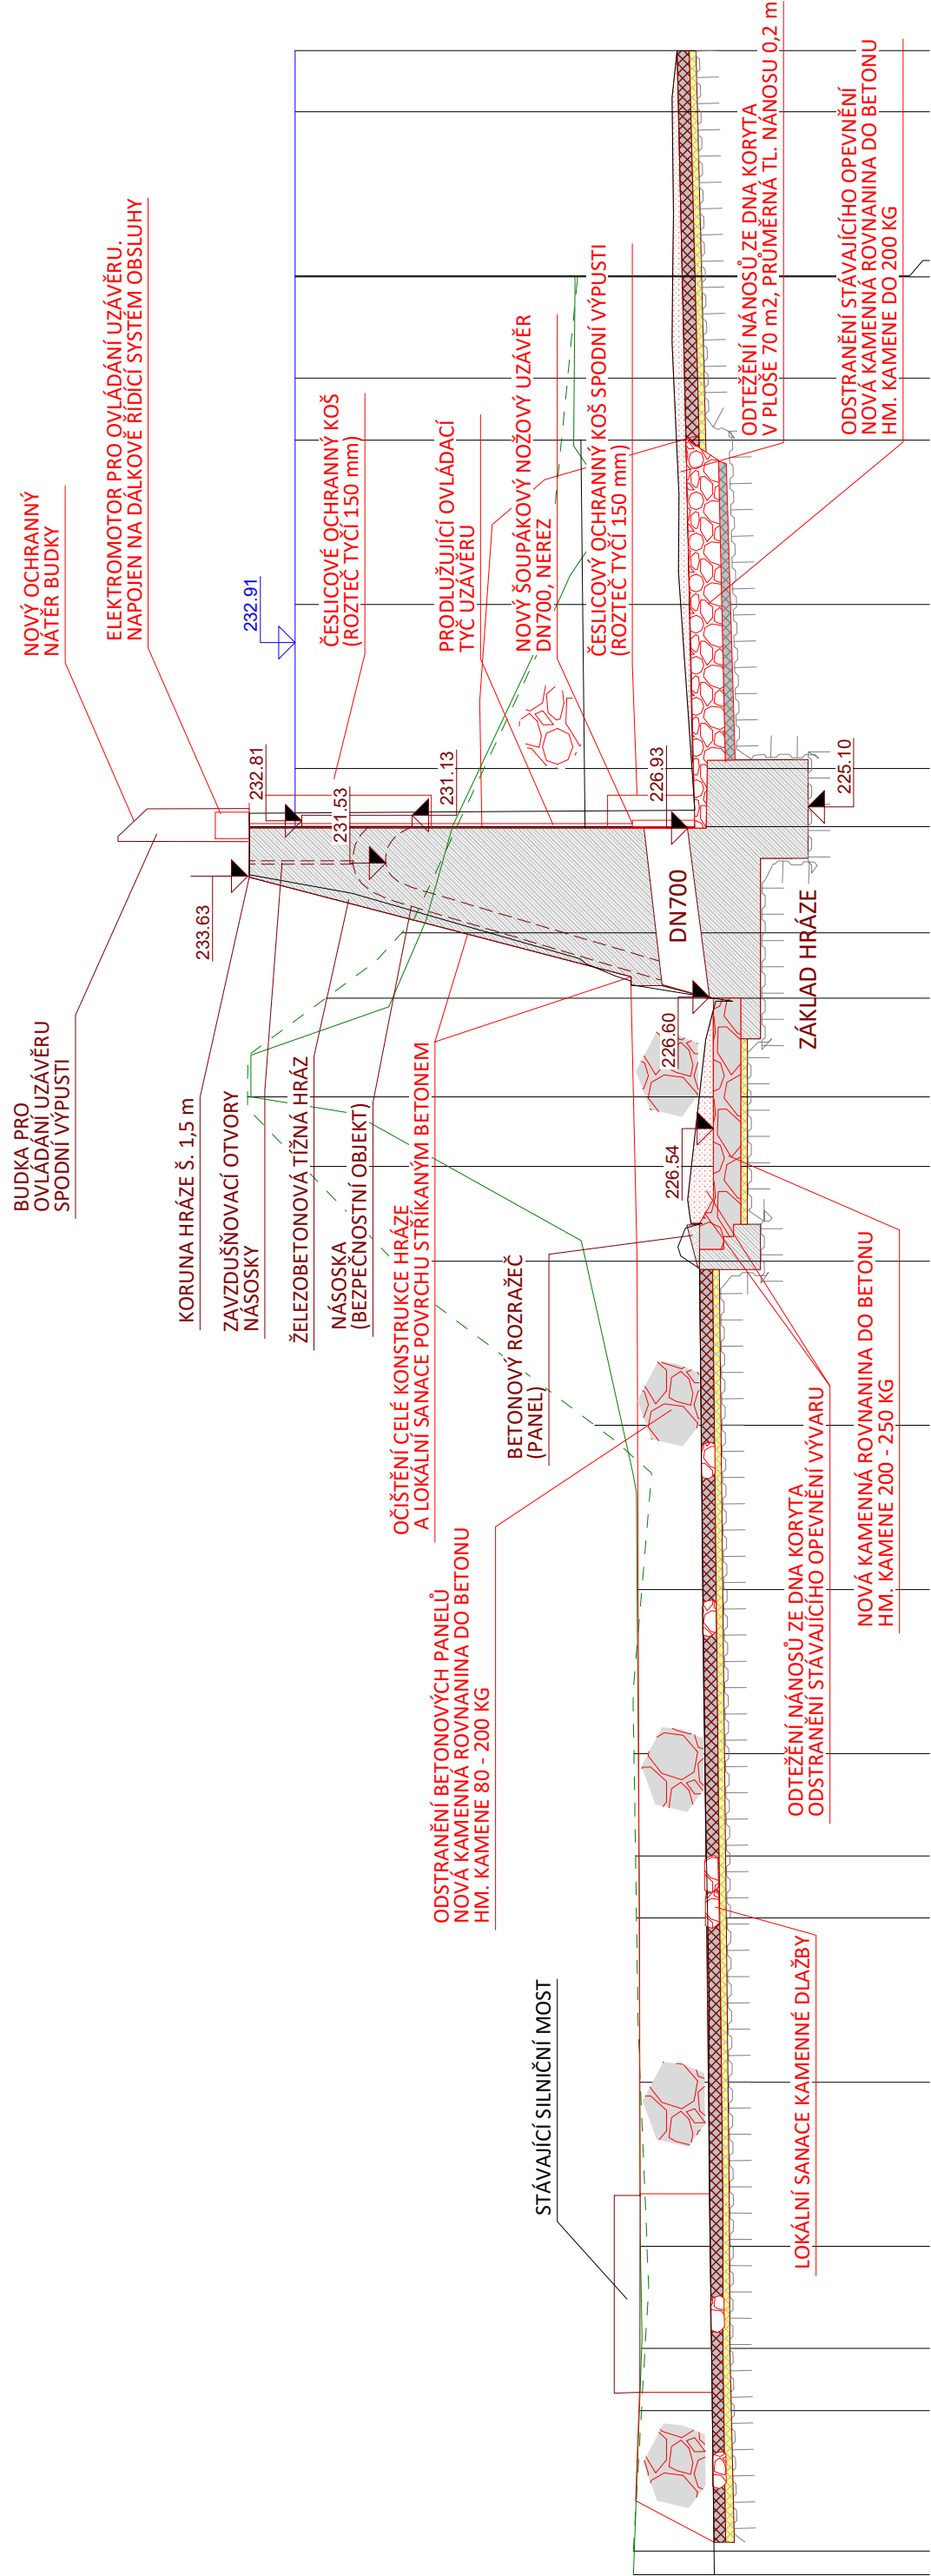 BUDKA PRO
OVLÁDÁNÍ UZÁVĚRU
SPODNÍ VÝPUSTI
NOVÝ OCHRANNÝ
NÁTĚR BUDKY
ELEKTROMOTOR PRO OVLÁDÁNÍ UZÁVĚRU.
NAPOJEN NA DÁLKOVÉ ŘÍDÍCÍ SYSTÉM OBSLUHY
KORUNA HRÁZE Š. 1,5 m
233.63
232.91
232.81
ZAVZDUŠŇOVACÍ OTVORY
NÁSOSKY
ŽELEZOBETONOVÁ TÍŽNÁ HRÁZ
231.53
ČESLICOVÉ OCHRANNÝ KOŠ
(ROZTEČ TYČÍ 150 mm)
NÁSOSKA
(BEZPEČNOSTNÍ OBJEKT)
231.13
OČIŠTĚNÍ CELÉ KONSTRUKCE HRÁZE
A LOKÁLNÍ SANACE POVRCHU STŘÍKANÝM BETONEM
PRODLUŽUJÍCÍ OVLÁDACÍ
TYČ UZÁVĚRU
ODSTRANĚNÍ BETONOVÝCH PANELŮ
NOVÁ KAMENNÁ ROVNANINA DO BETONU
HM. KAMENE 80 - 200 KG
BETONOVÝ ROZRAŽEČ
(PANEL)
NOVÝ ŠOUPÁKOVÝ NOŽOVÝ UZÁVĚR
DN700, NEREZ
STÁVAJÍCÍ SILNIČNÍ MOST
ČESLICOVÝ OCHRANNÝ KOŠ SPODNÍ VÝPUSTI
(ROZTEČ TYČÍ 150 mm)
226.54
226.60
DN700
226.93
ODTEŽENÍ NÁNOSŮ ZE DNA KORYTA
V PLOŠE 70 m2, PRŮMĚRNÁ TL. NÁNOSU 0,2 m
LOKÁLNÍ SANACE KAMENNÉ DLAŽBY
ODTEŽENÍ NÁNOSŮ ZE DNA KORYTA
ODSTRANĚNÍ STÁVAJÍCÍHO OPEVNĚNÍ VÝVARU
ZÁKLAD HRÁZE
225.10
NOVÁ KAMENNÁ ROVNANINA DO BETONU
HM. KAMENE 200 - 250 KG
ODSTRANĚNÍ STÁVAJÍCÍHO OPEVNĚNÍ
NOVÁ KAMENNÁ ROVNANINA DO BETONU
HM. KAMENE DO 200 KG